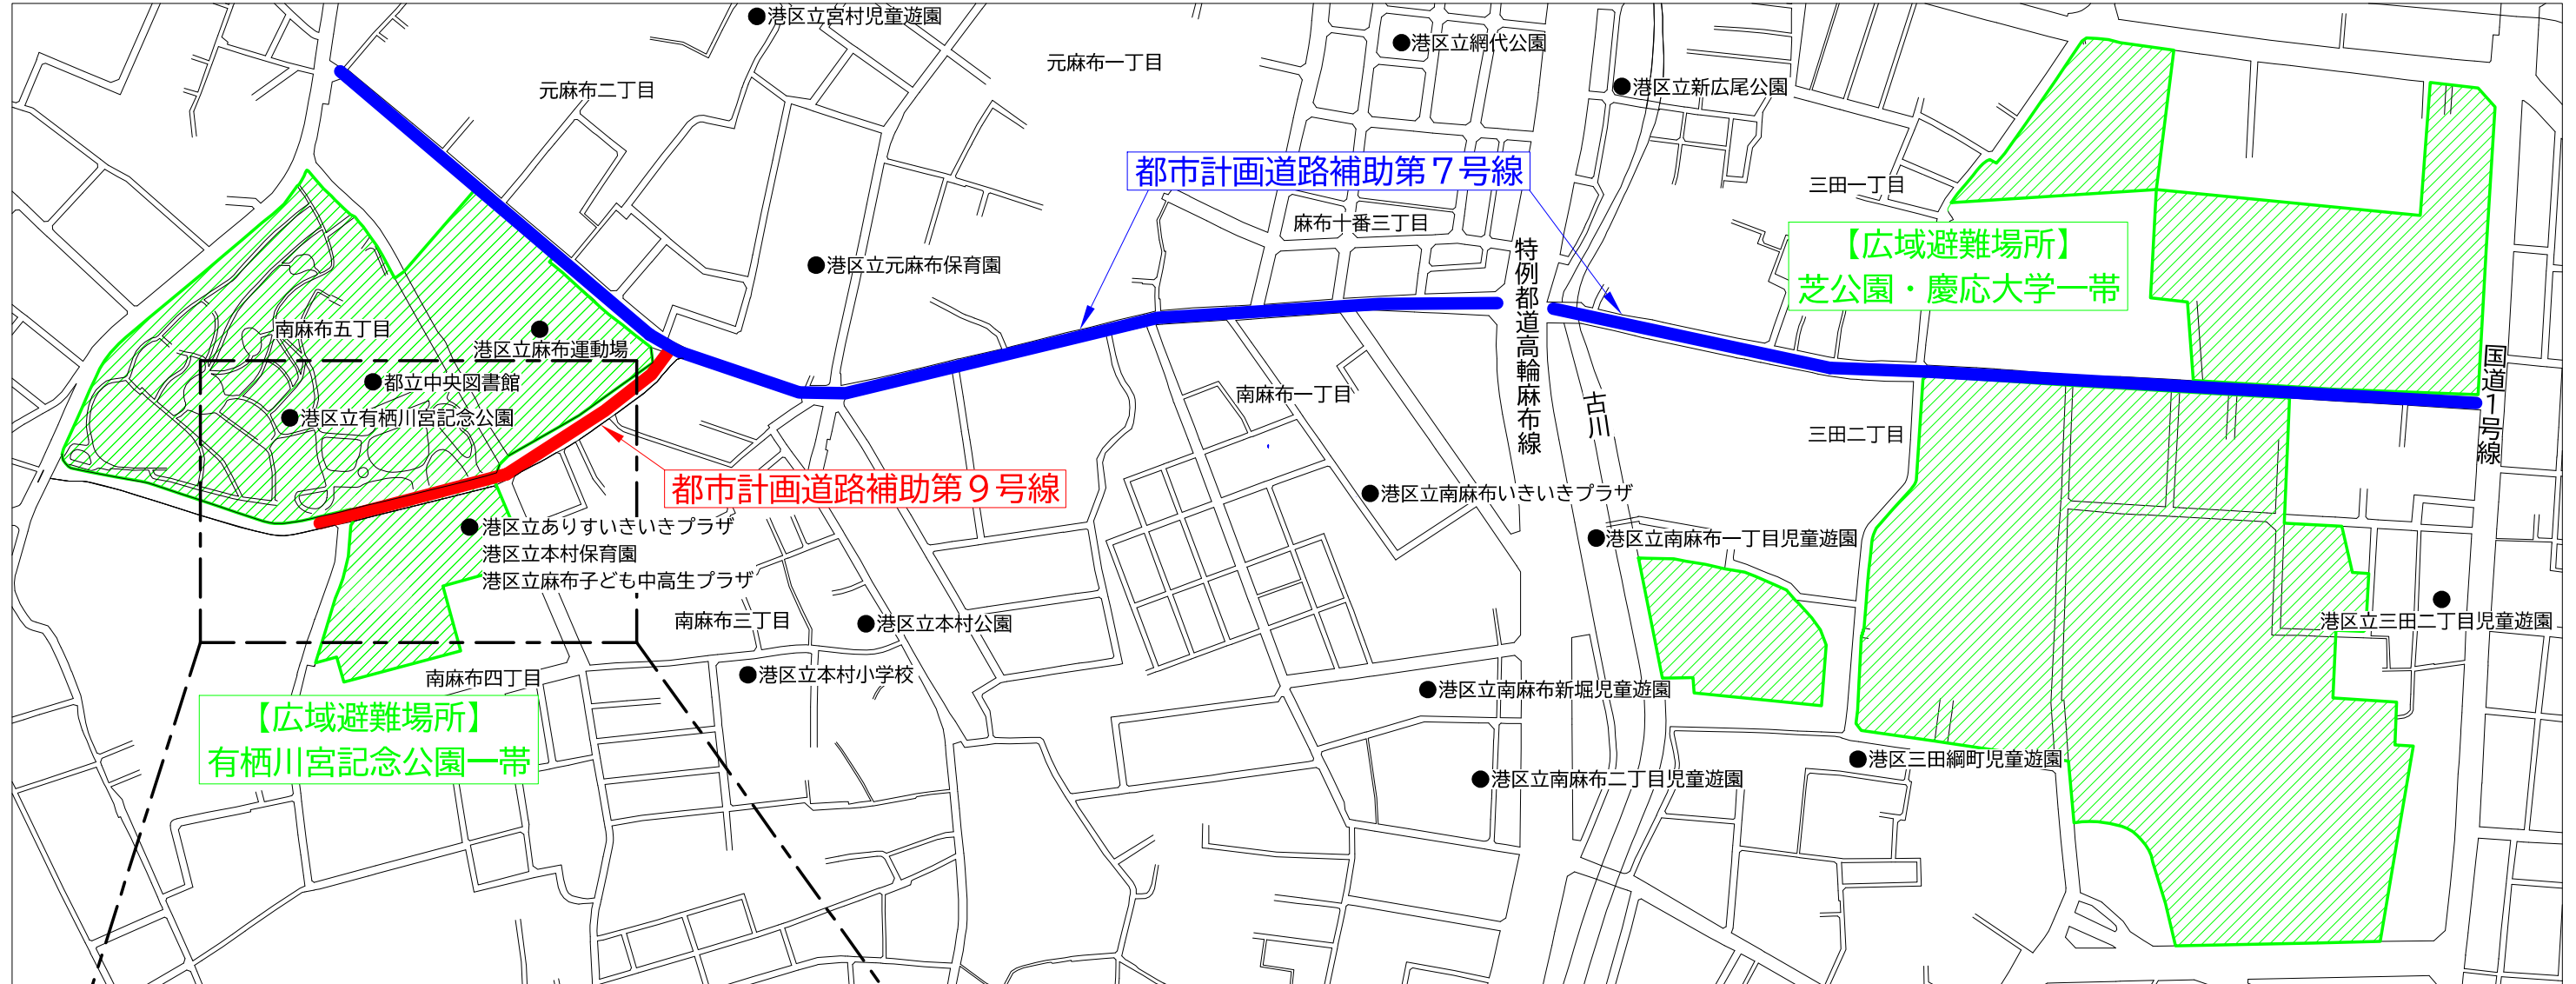 港区立宮村児童遊園
港区立網代公園
元麻布一丁目
元麻布二丁目
港区立新広尾公園
都市計画道路補助第７号線
三田一丁目
麻布十番三丁目
【広域避難場所】
芝公園・慶応大学一帯
特例都道高輪麻布線
港区立元麻布保育園
南麻布五丁目
港区立麻布運動場
都立中央図書館
港区立有栖川宮記念公園
南麻布一丁目
古川
国道１号線
三田二丁目
都市計画道路補助第９号線
港区立南麻布いきいきプラザ
港区立ありすいきいきプラザ
港区立本村保育園
港区立麻布子ども中高生プラザ
港区立南麻布一丁目児童遊園
南麻布三丁目
港区立本村公園
港区立三田二丁目児童遊園
南麻布四丁目
港区立本村小学校
港区立南麻布新堀児童遊園
【広域避難場所】
有栖川宮記念公園一帯
港区三田綱町児童遊園
港区立南麻布二丁目児童遊園